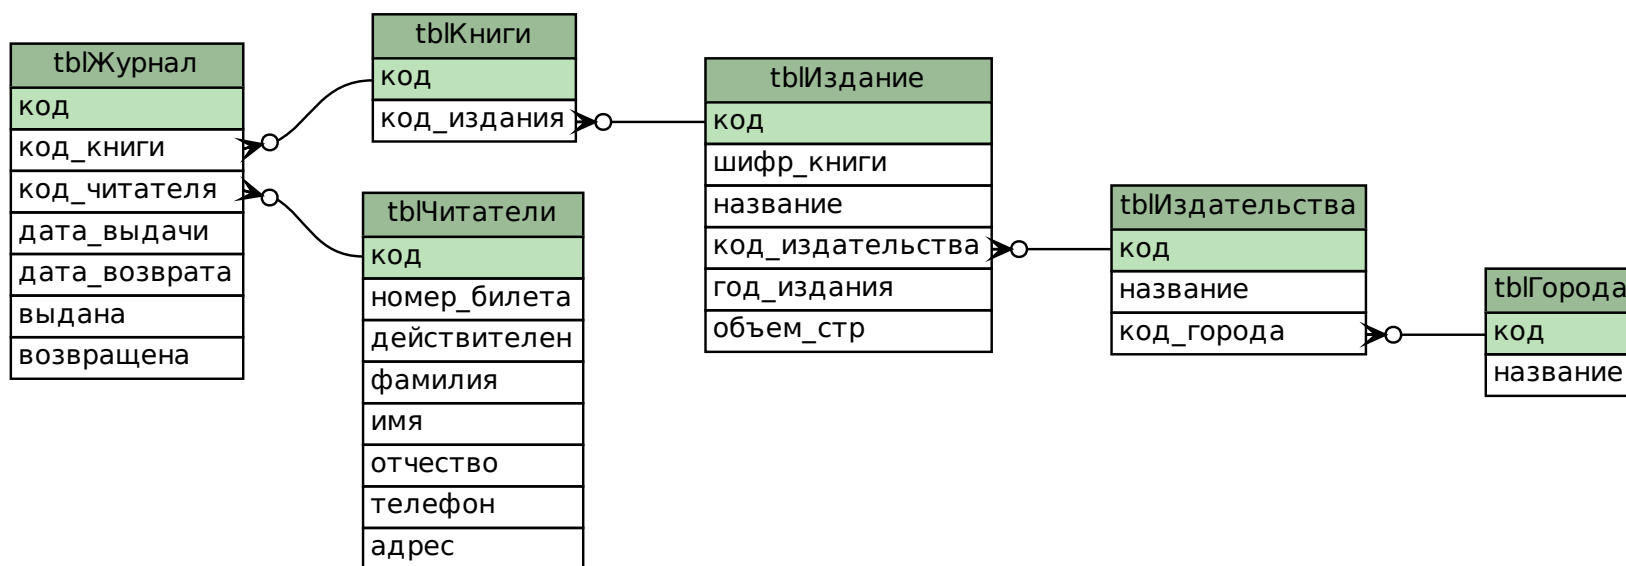 tblЖурнал
код
код_книги
код_читателя
дата_выдачи
дата_возврата
выдана
возвращена
tblКниги
код
код_издания
tblЧитатели
код
номер_билета
действителен
фамилия
имя
отчество
телефон
адрес
tblИздание
код
шифр_книги
название
код_издательства
год_издания
объем_стр
tblИздательства
код
название
код_города
tblГорода
код
название